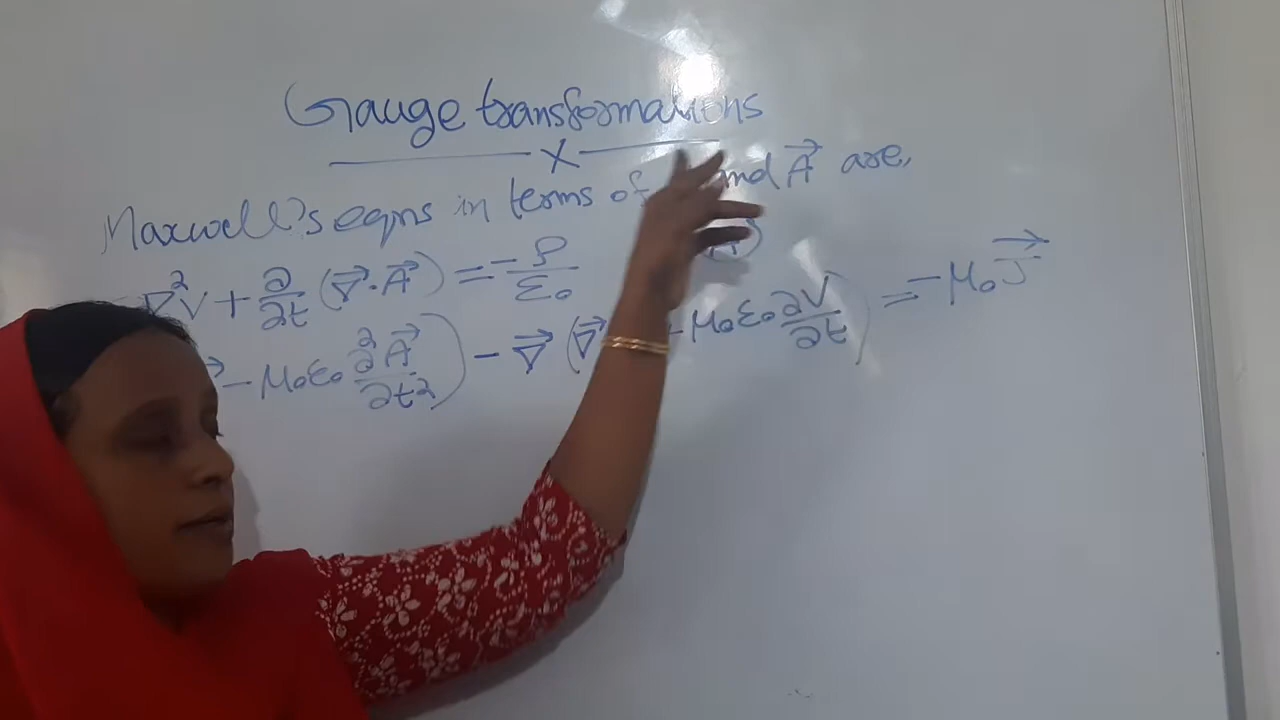 Gauge transformations
x
Maxwell's eqns in terms of and A⃗ are,
∇²V + ∂/∂t (∇⃗·A⃗) = -ρ/ε₀
- μ₀ε₀ ∂²A⃗/∂t²) - ∇⃗ (∇⃗ μ₀ε₀ ∂V/∂t) = -μ₀J⃗